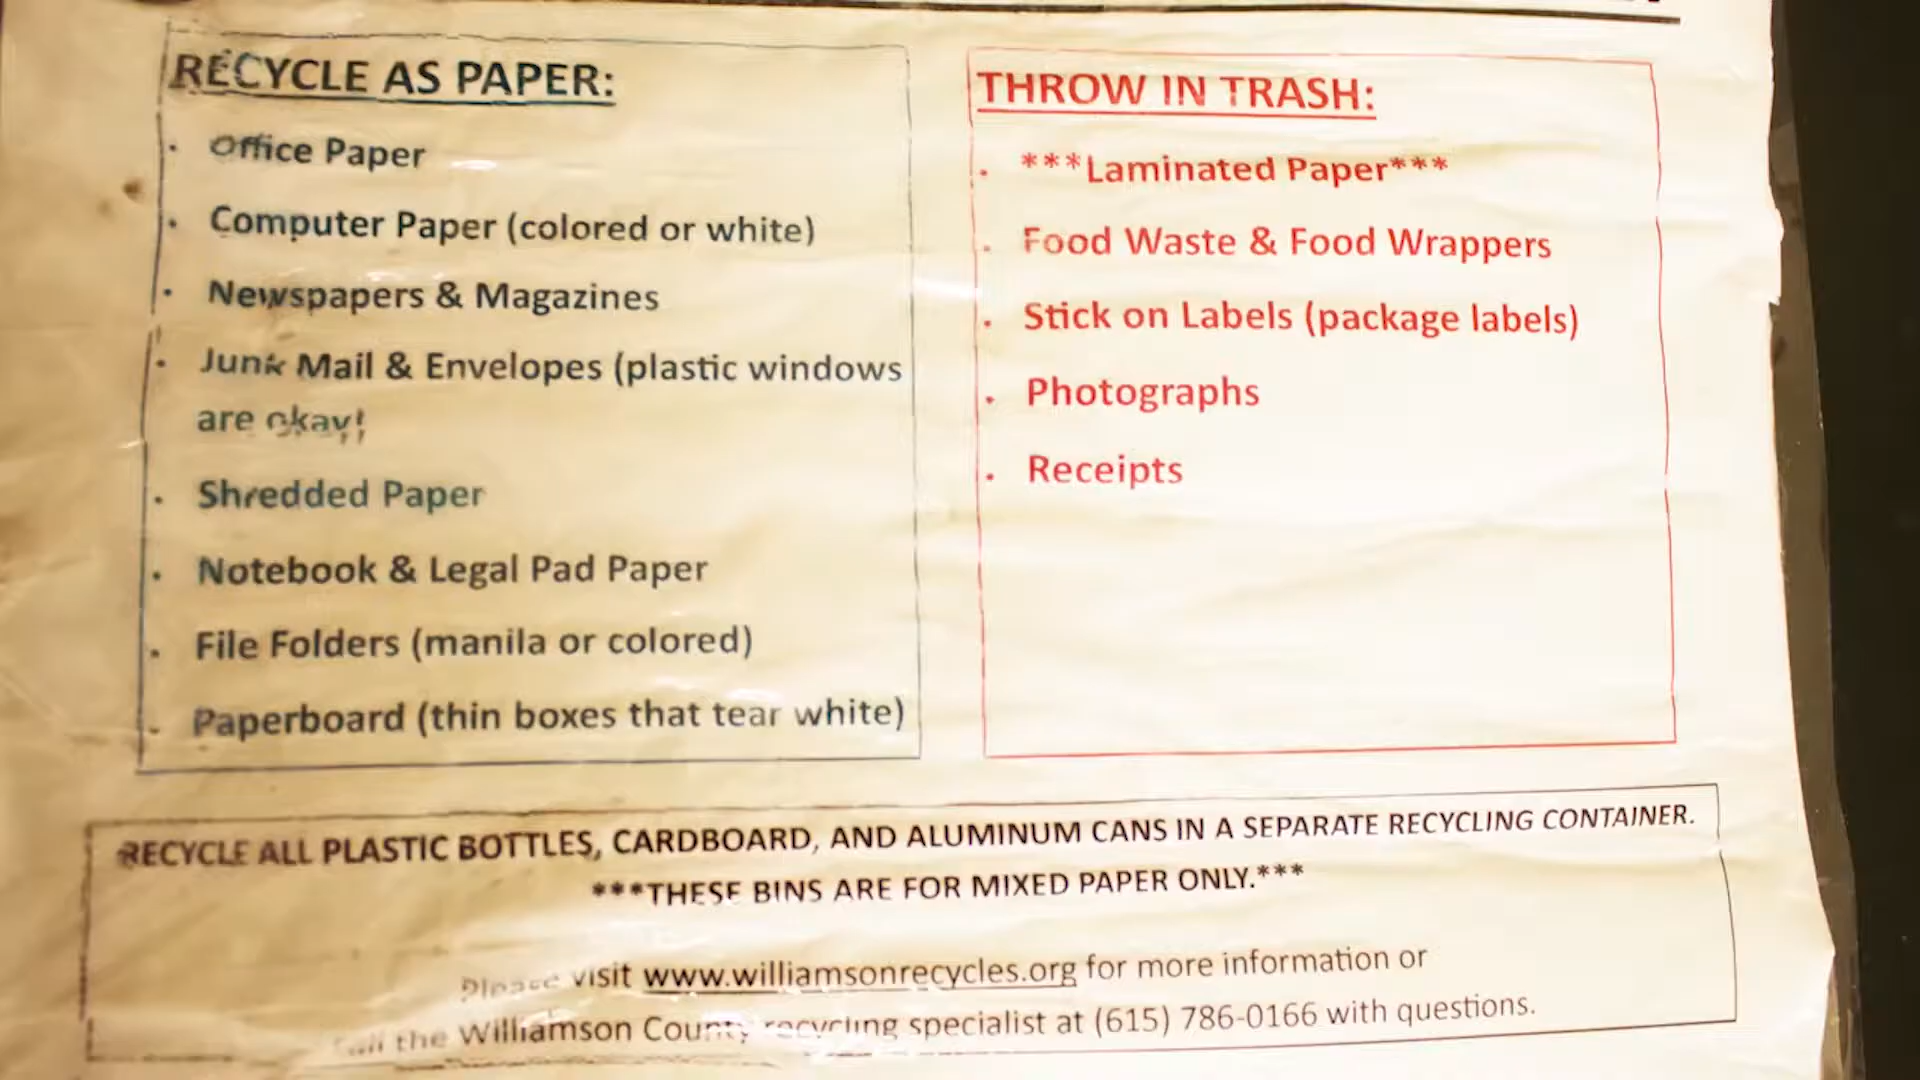 RECYCLE AS PAPER:
· Office Paper
· Computer Paper (colored or white)
· Newspapers & Magazines
· Junk Mail & Envelopes (plastic windows
are okay!
· Shredded Paper
· Notebook & Legal Pad Paper
· File Folders (manila or colored)
· Paperboard (thin boxes that tear white)
THROW IN TRASH:
· ***Laminated Paper***
· Food Waste & Food Wrappers
· Stick on Labels (package labels)
· Photographs
· Receipts
RECYCLE ALL PLASTIC BOTTLES, CARDBOARD, AND ALUMINUM CANS IN A SEPARATE RECYCLING CONTAINER.
***THESE BINS ARE FOR MIXED PAPER ONLY.***
Please visit www.williamsonrecycles.org for more information or
call the Williamson County recycling specialist at (615) 786-0166 with questions.